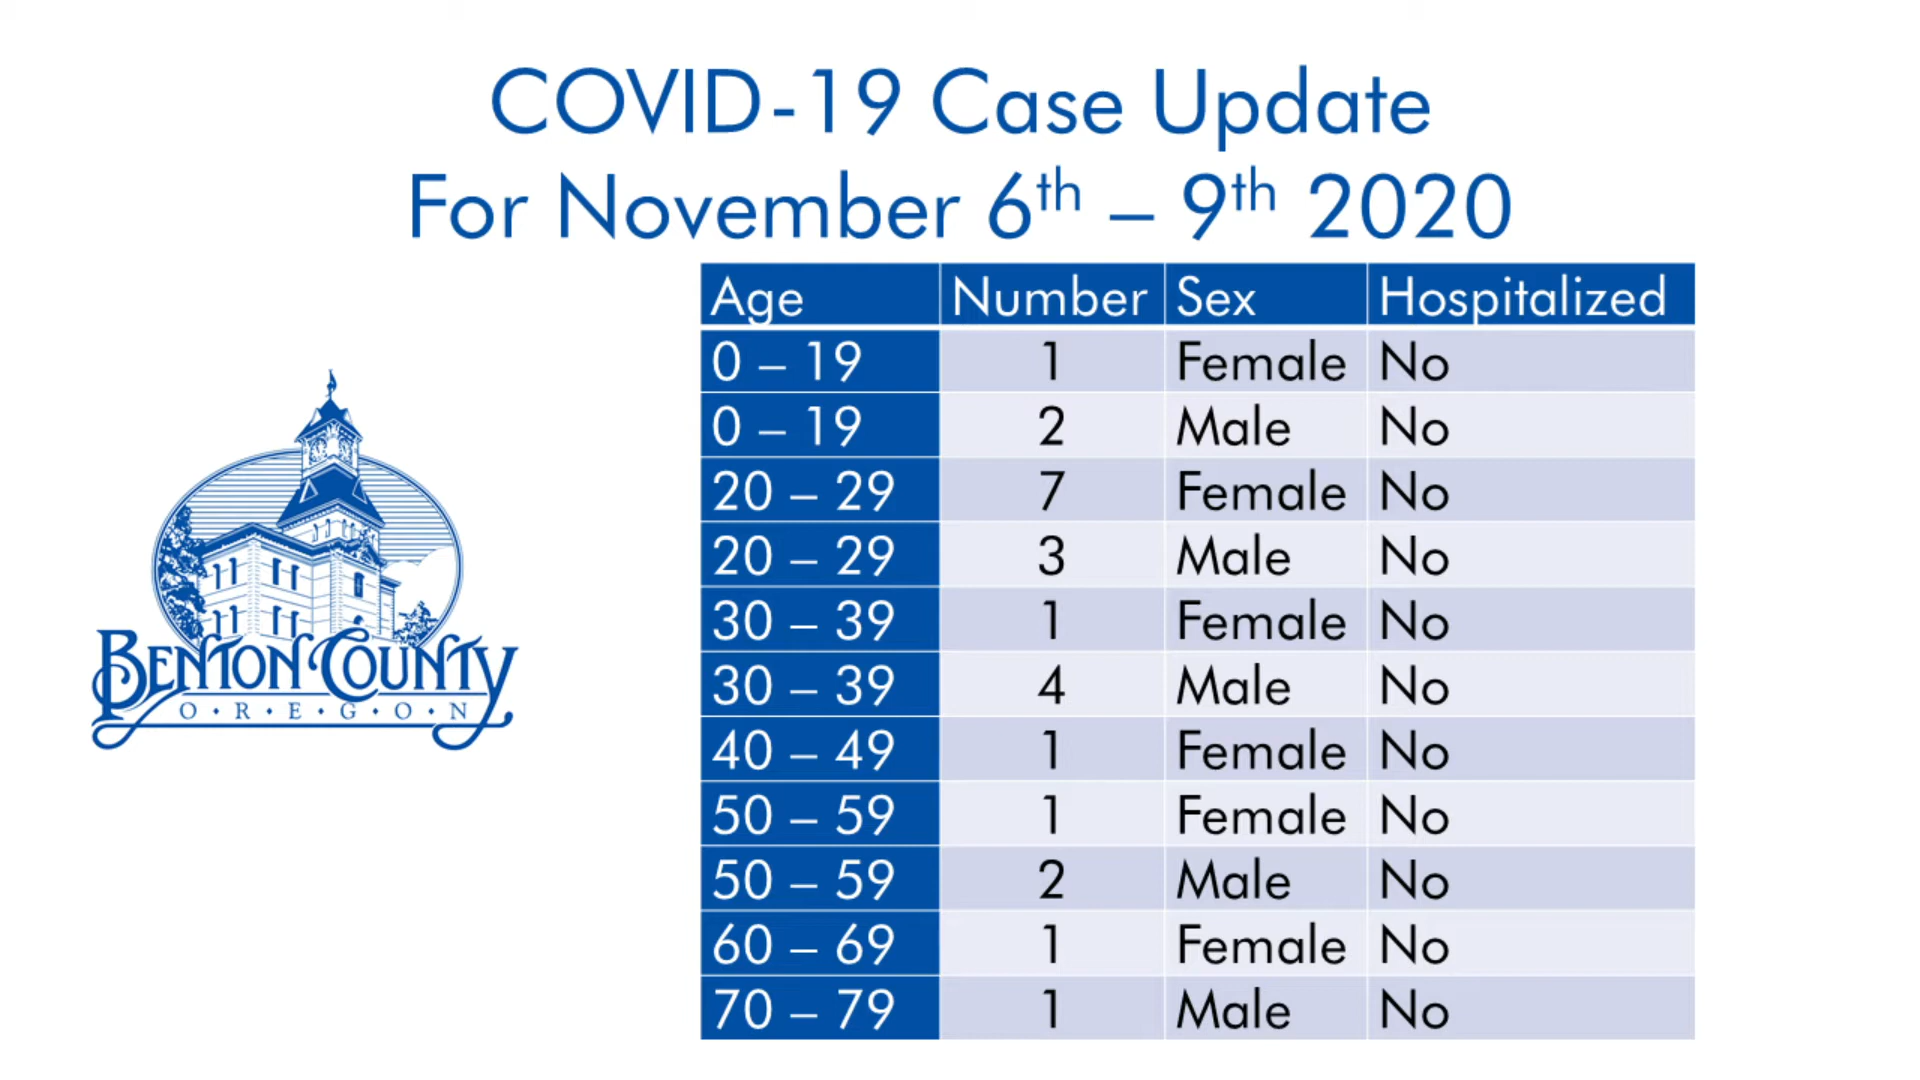 COVID-19 Case Update
For November 6th – 9th 2020
Age Number Sex Hospitalized
0 – 19 1 Female No
0 – 19 2 Male No
20 – 29 7 Female No
20 – 29 3 Male No
30 – 39 1 Female No
30 – 39 4 Male No
40 – 49 1 Female No
50 – 59 1 Female No
50 – 59 2 Male No
60 – 69 1 Female No
70 – 79 1 Male No
BENTON COUNTY
O•R•E•G•O•N